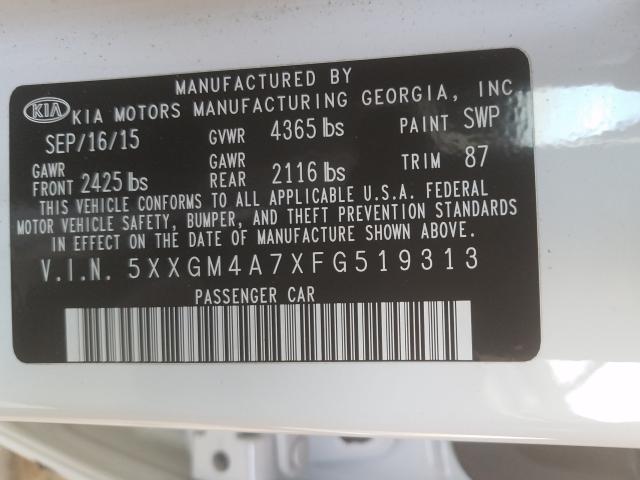 MANUFACTURED BY
KIA KIA MOTORS MANUFACTURING GEORGIA, INC
SEP/16/15 GVWR 4365 lbs PAINT SWP
GAWR FRONT 2425 lbs GAWR REAR 2116 lbs TRIM 87
THIS VEHICLE CONFORMS TO ALL APPLICABLE U.S.A. FEDERAL
MOTOR VEHICLE SAFETY, BUMPER, AND THEFT PREVENTION STANDARDS
IN EFFECT ON THE DATE OF MANUFACTURE SHOWN ABOVE.
V.I.N. 5XXGM4A7XFG519313
PASSENGER CAR